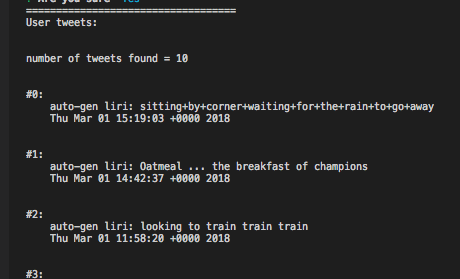 ? Are you sure Yes
====================================
User tweets:
number of tweets found = 10
#0:
auto-gen liri: sitting+by+corner+waiting+for+the+rain+to+go+away
Thu Mar 01 15:19:03 +0000 2018
#1:
auto-gen liri: Oatmeal ... the breakfast of champions
Thu Mar 01 14:42:37 +0000 2018
#2:
auto-gen liri: looking to train train train
Thu Mar 01 11:58:20 +0000 2018
#3: